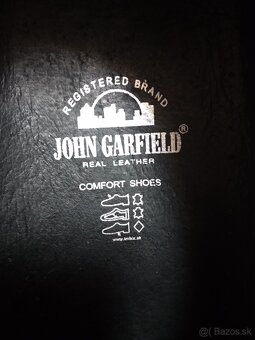 REGISTERED BRAND
JOHN GARFIELD®
REAL LEATHER
COMFORT SHOES
© Bazos.sk